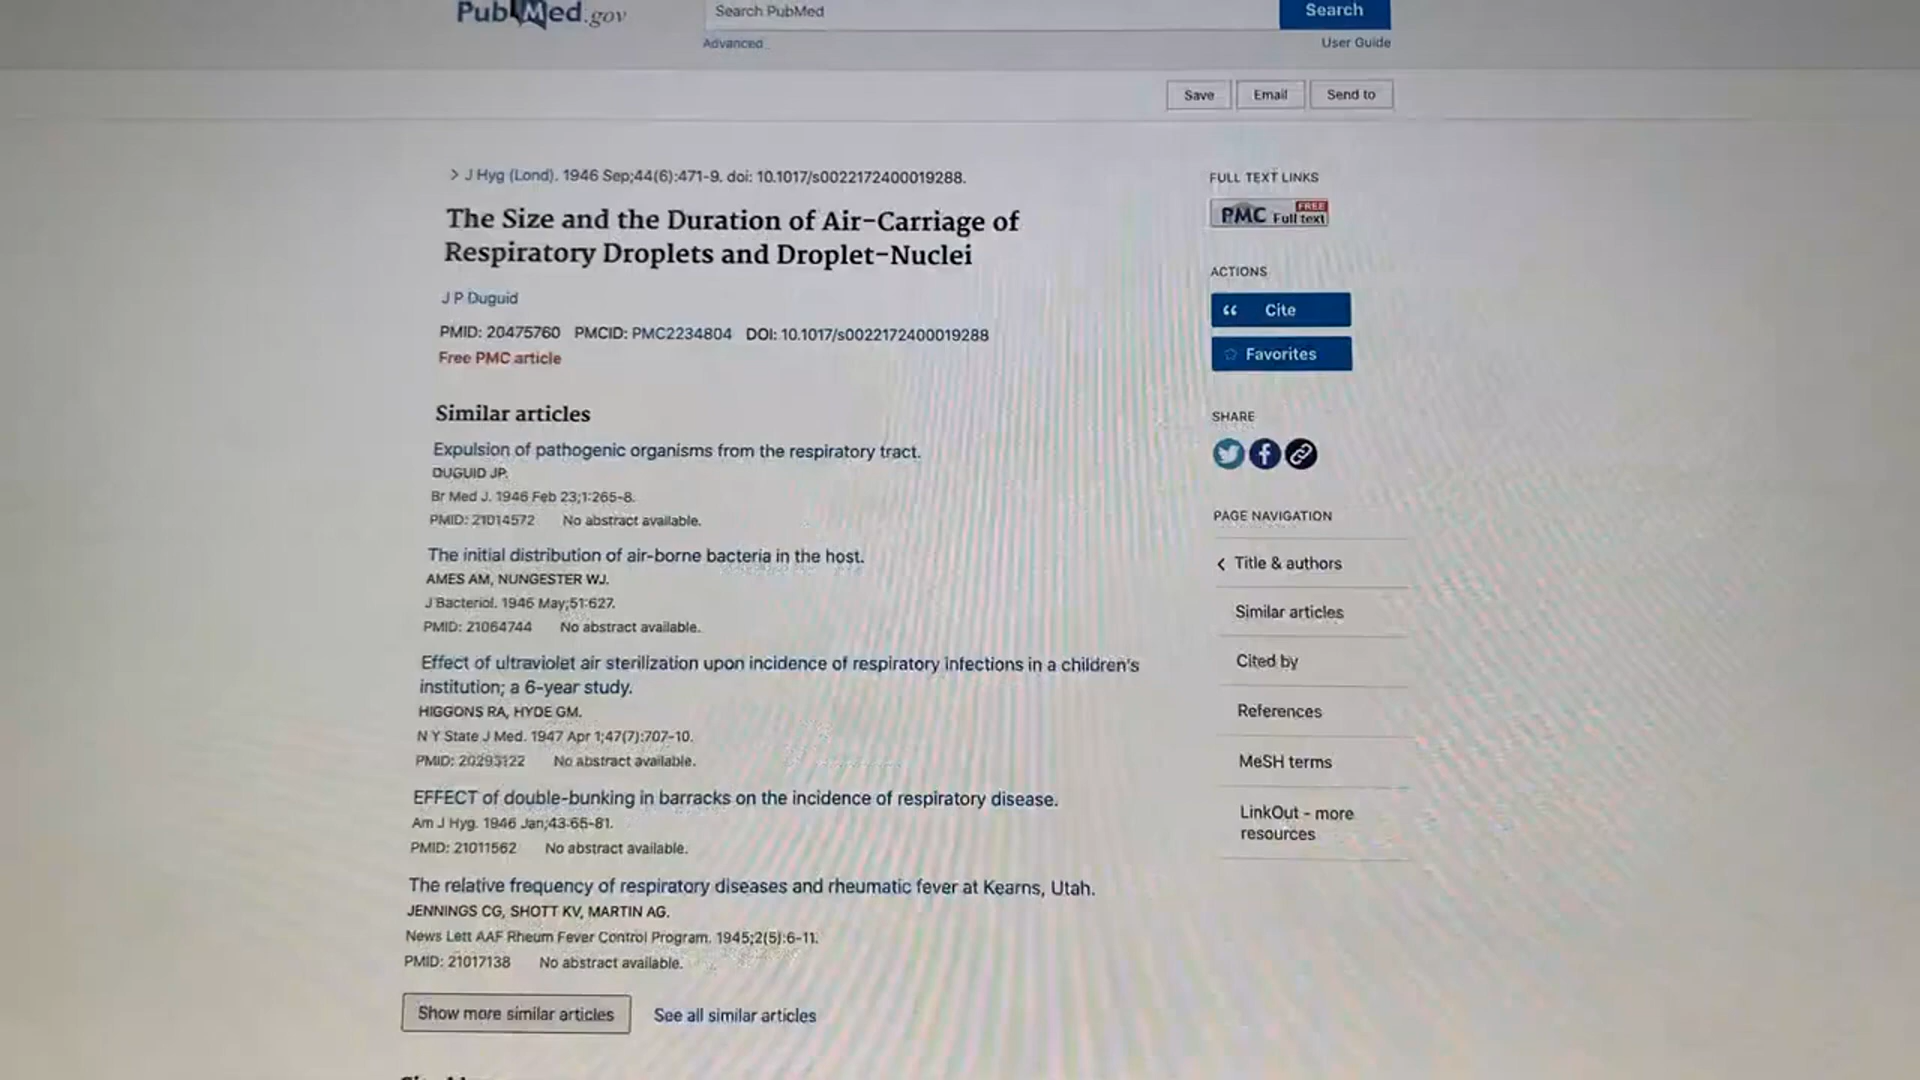 PubMed.gov
Search PubMed
Search
Advanced
User Guide
Save
Email
Send to
> J Hyg (Lond). 1946 Sep;44(6):471-9. doi: 10.1017/s0022172400019288.
The Size and the Duration of Air-Carriage of
Respiratory Droplets and Droplet-Nuclei
J P Duguid
PMID: 20475760 PMCID: PMC2234804 DOI: 10.1017/s0022172400019288
Free PMC article
Similar articles
Expulsion of pathogenic organisms from the respiratory tract.
DUGUID JP.
Br Med J. 1946 Feb 23;1:265-8.
PMID: 21014572 No abstract available.
The initial distribution of air-borne bacteria in the host.
AMES AM, NUNGESTER WJ.
J Bacteriol. 1946 May;51:627.
PMID: 21064744 No abstract available.
Effect of ultraviolet air sterilization upon incidence of respiratory infections in a children's
institution; a 6-year study.
HIGGONS RA, HYDE GM.
N Y State J Med. 1947 Apr 1;47(7):707-10.
PMID: 20293122 No abstract available.
EFFECT of double-bunking in barracks on the incidence of respiratory disease.
Am J Hyg. 1946 Jan;43:65-81.
PMID: 21011562 No abstract available.
The relative frequency of respiratory diseases and rheumatic fever at Kearns, Utah.
JENNINGS CG, SHOTT KV, MARTIN AG.
News Lett AAF Rheum Fever Control Program. 1945;2(5):6-11.
PMID: 21017138 No abstract available.
Show more similar articles
See all similar articles
FULL TEXT LINKS
PMC FREE Full text
ACTIONS
Cite
Favorites
SHARE
PAGE NAVIGATION
< Title & authors
Similar articles
Cited by
References
MeSH terms
LinkOut - more
resources